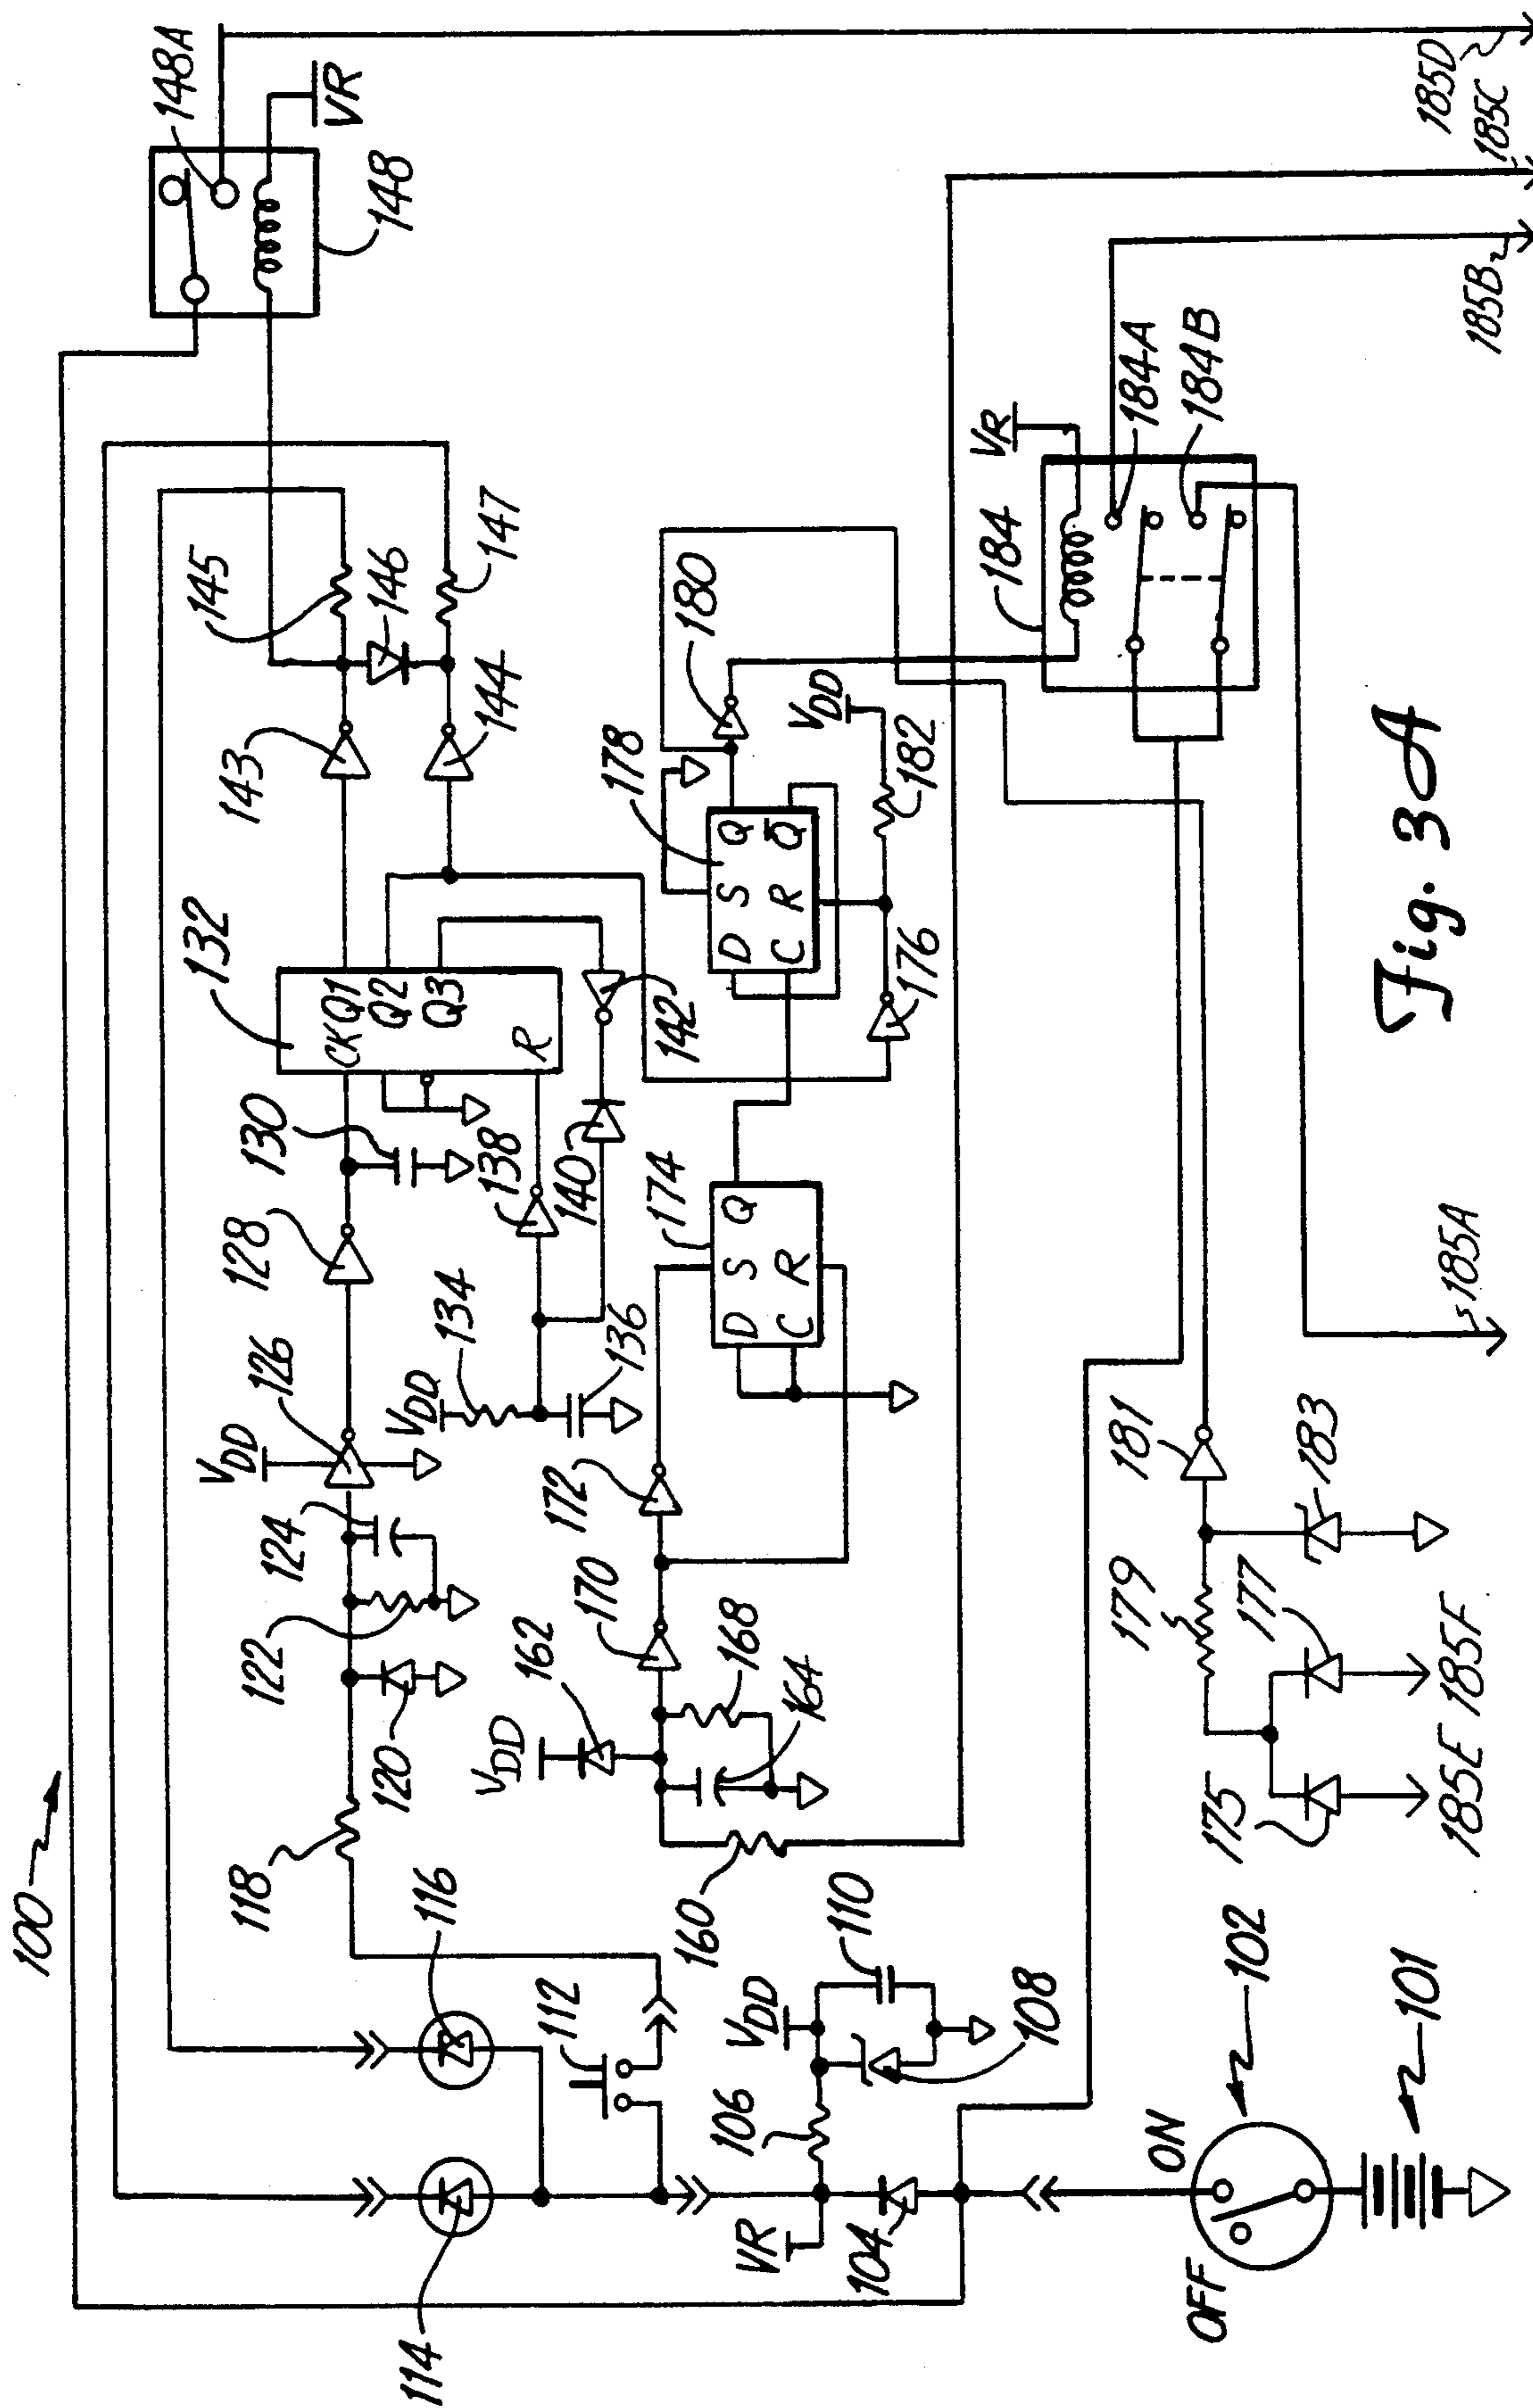 100
114
116
118
120
122
124
VDD
126
128
130
132
CK
Q1
Q2
Q3
R
143
144
145
146
147
148
148A
VR
VDD
134
136
138
140
142
112
VR
104
106
VDD
108
110
160
VDD
162
164
168
170
172
174
D
S
Q
C
R
176
178
D
S
Q
C
R
Q
180
VDD
182
VR
184
184A
184B
OFF
ON
102
101
175
177
179
181
183
185E
185F
185A
185B
185C
185D
Fig. 3A